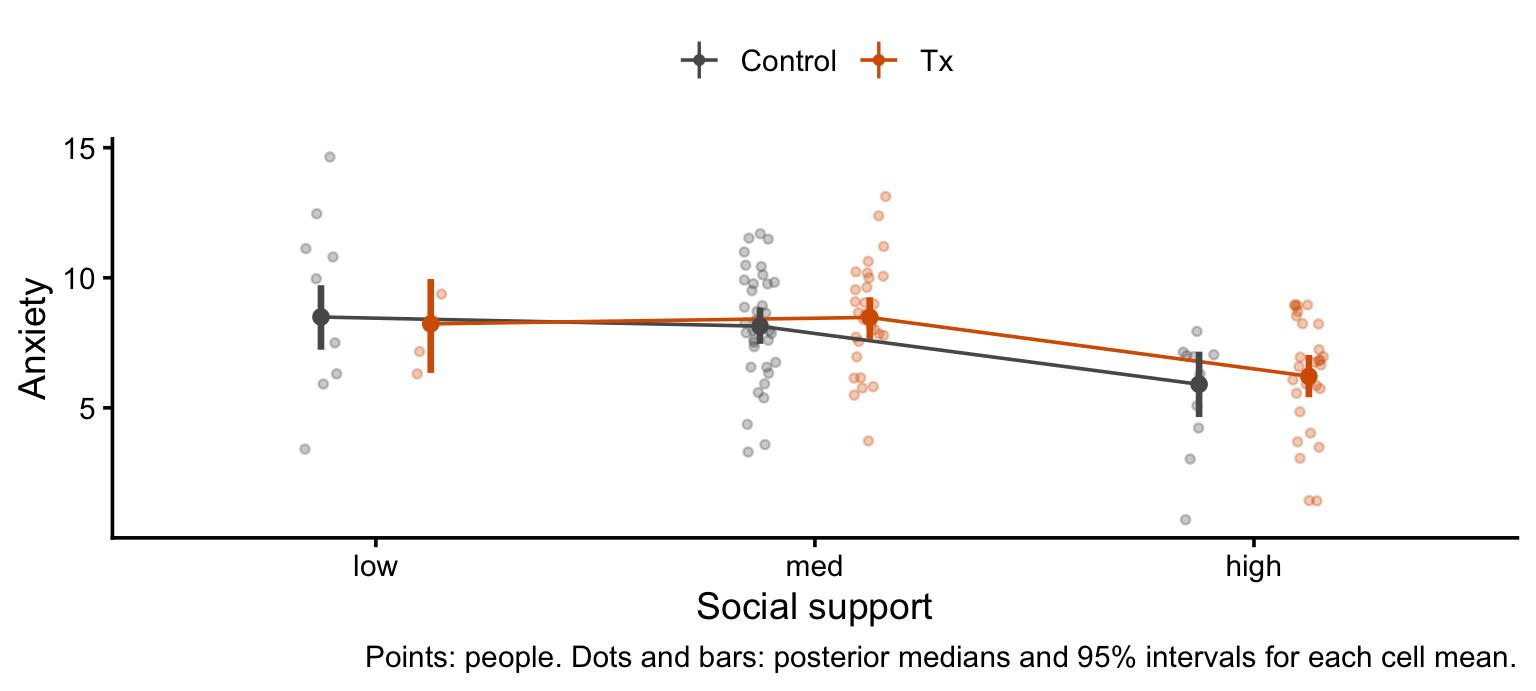 Control Tx
15
10
5
Anxiety
low med high
Social support
Points: people. Dots and bars: posterior medians and 95% intervals for each cell mean.